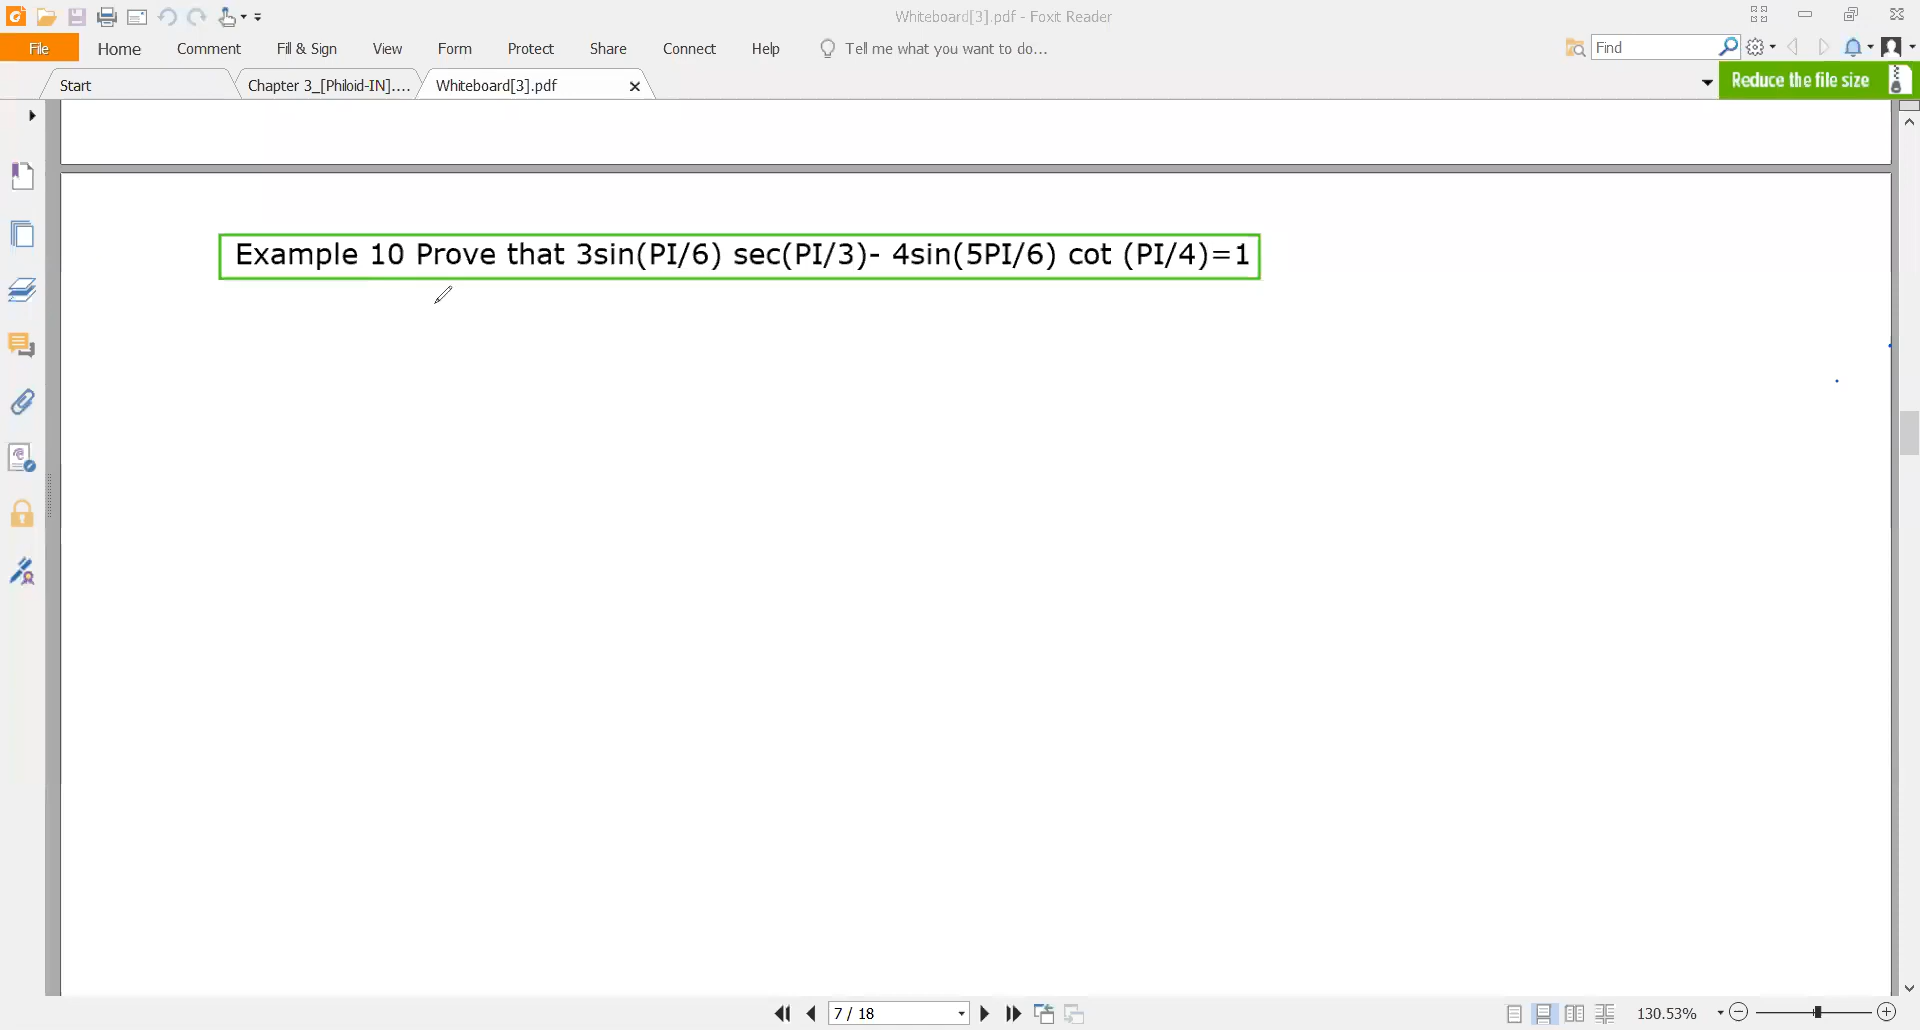 Whiteboard[3].pdf - Foxit Reader
File Home Comment Fill & Sign View Form Protect Share Connect Help Tell me what you want to do... Find
Start Chapter 3_[Philoid-IN].... Whiteboard[3].pdf Reduce the file size
Example 10 Prove that 3sin(PI/6) sec(PI/3)- 4sin(5PI/6) cot (PI/4)=1
7 / 18 130.53%